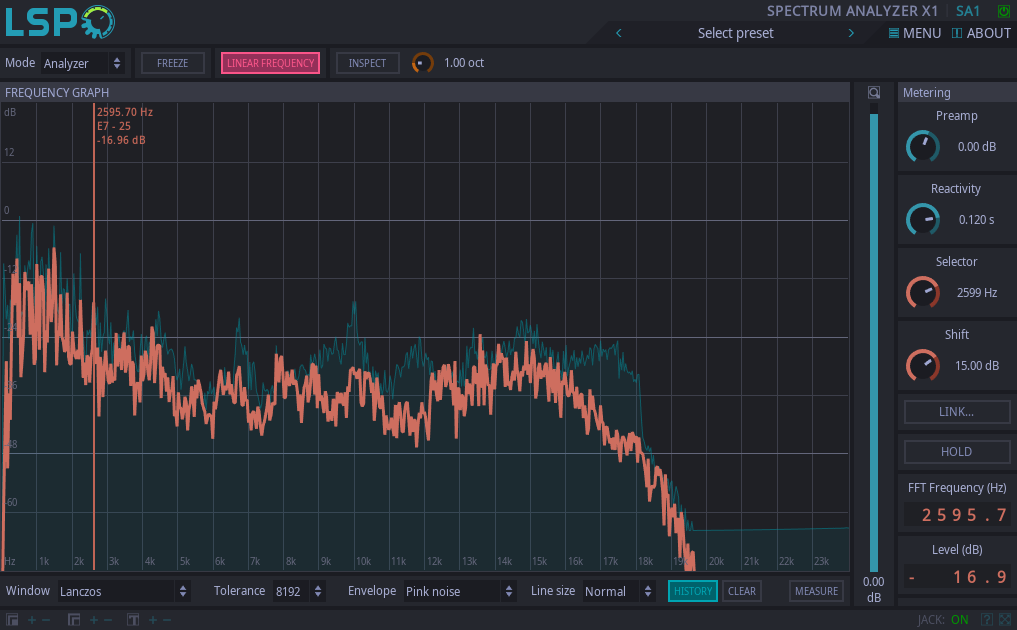 LSP
SPECTRUM ANALYZER X1
SA1
Select preset
MENU
ABOUT
Mode
Analyzer
FREEZE
LINEAR FREQUENCY
INSPECT
1.00 oct
FREQUENCY GRAPH
2595.70 Hz
E7 - 25
-16.96 dB
dB
12
0
-12
-24
-36
-48
-60
Hz 1k 2k 3k 4k 5k 6k 7k 8k 9k 10k 11k 12k 13k 14k 15k 16k 17k 18k 19k 20k 21k 22k 23k
0.00
dB
Metering
Preamp
0.00 dB
Reactivity
0.120 s
Selector
2599 Hz
Shift
15.00 dB
LINK...
HOLD
FFT Frequency (Hz)
2595.7
Level (dB)
- 16.9
Window
Lanczos
Tolerance
8192
Envelope
Pink noise
Line size
Normal
HISTORY
CLEAR
MEASURE
JACK: ON